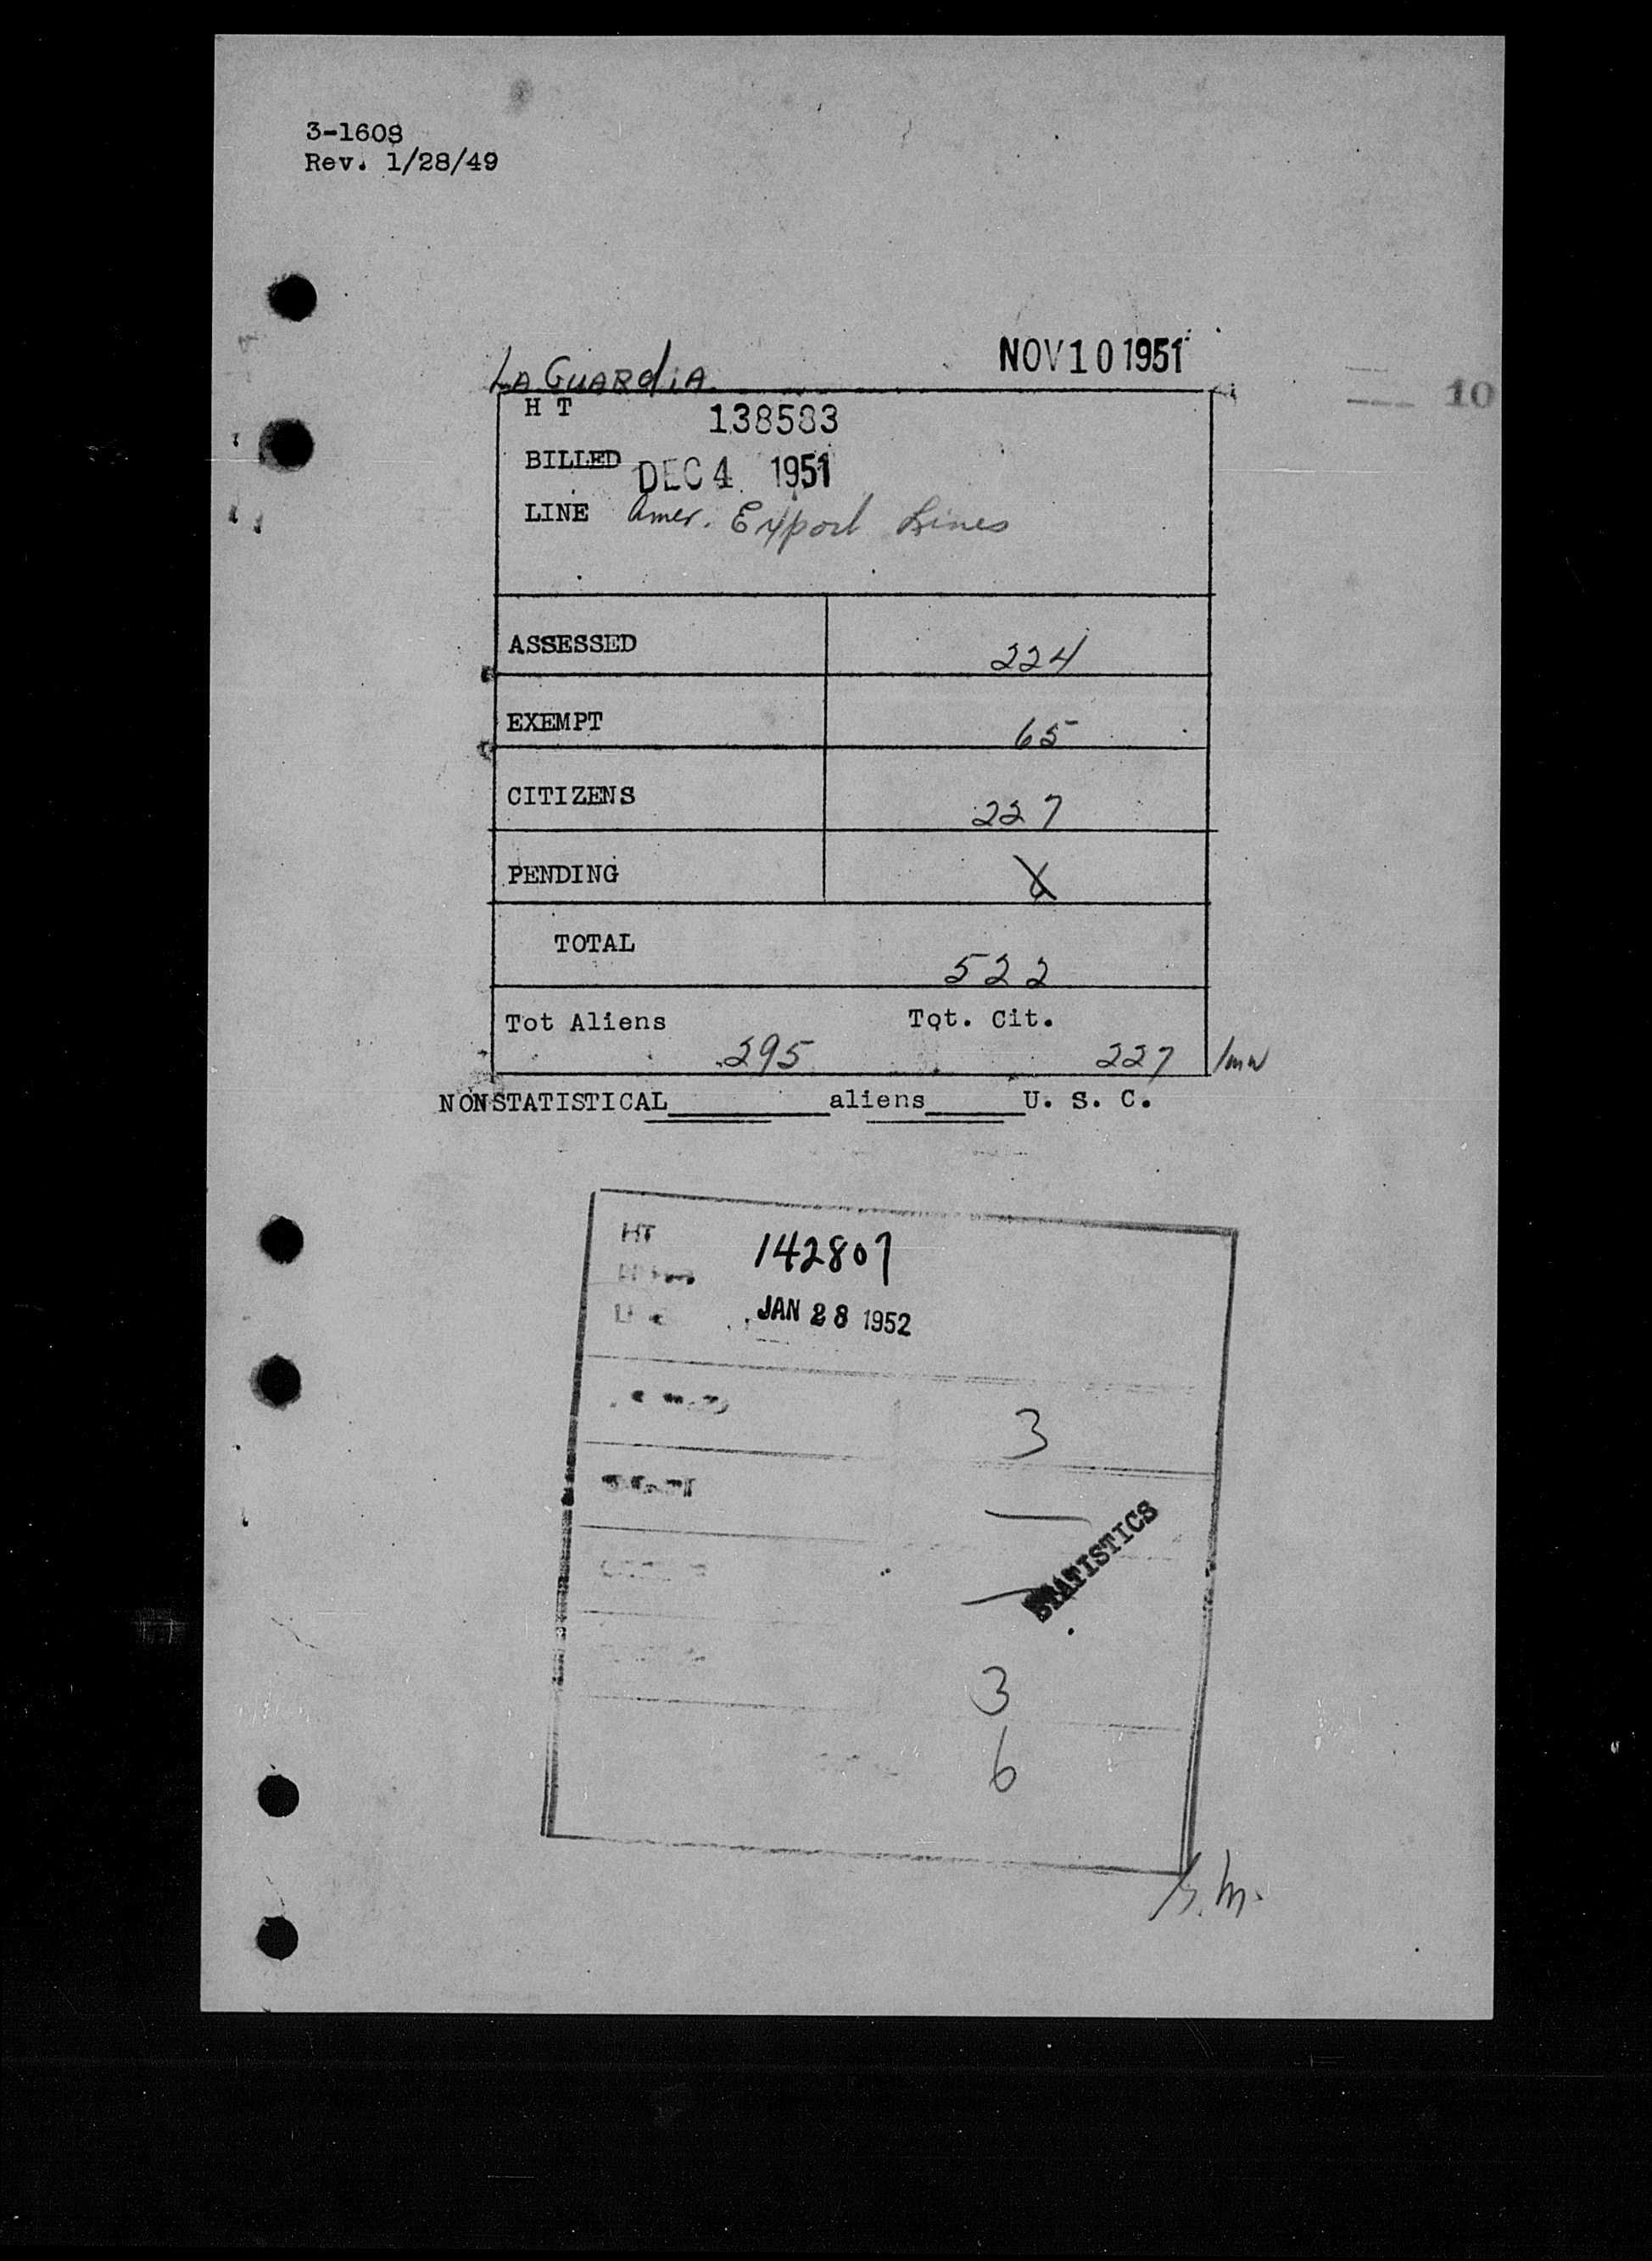 3-1608
Rev. 1/28/49
LA GUARdiA
NOV 10 1951
10
H T 138583
BILLED DEC 4 1951
LINE Amer. Export Lines
ASSESSED 224
EXEMPT 65
CITIZENS 227
PENDING
TOTAL 522
Tot Aliens Tot. Cit.
295 227 /mw
NONSTATISTICAL aliens U. S. C.
HT 142807
JAN 28 1952
3
STATISTICS
3
6